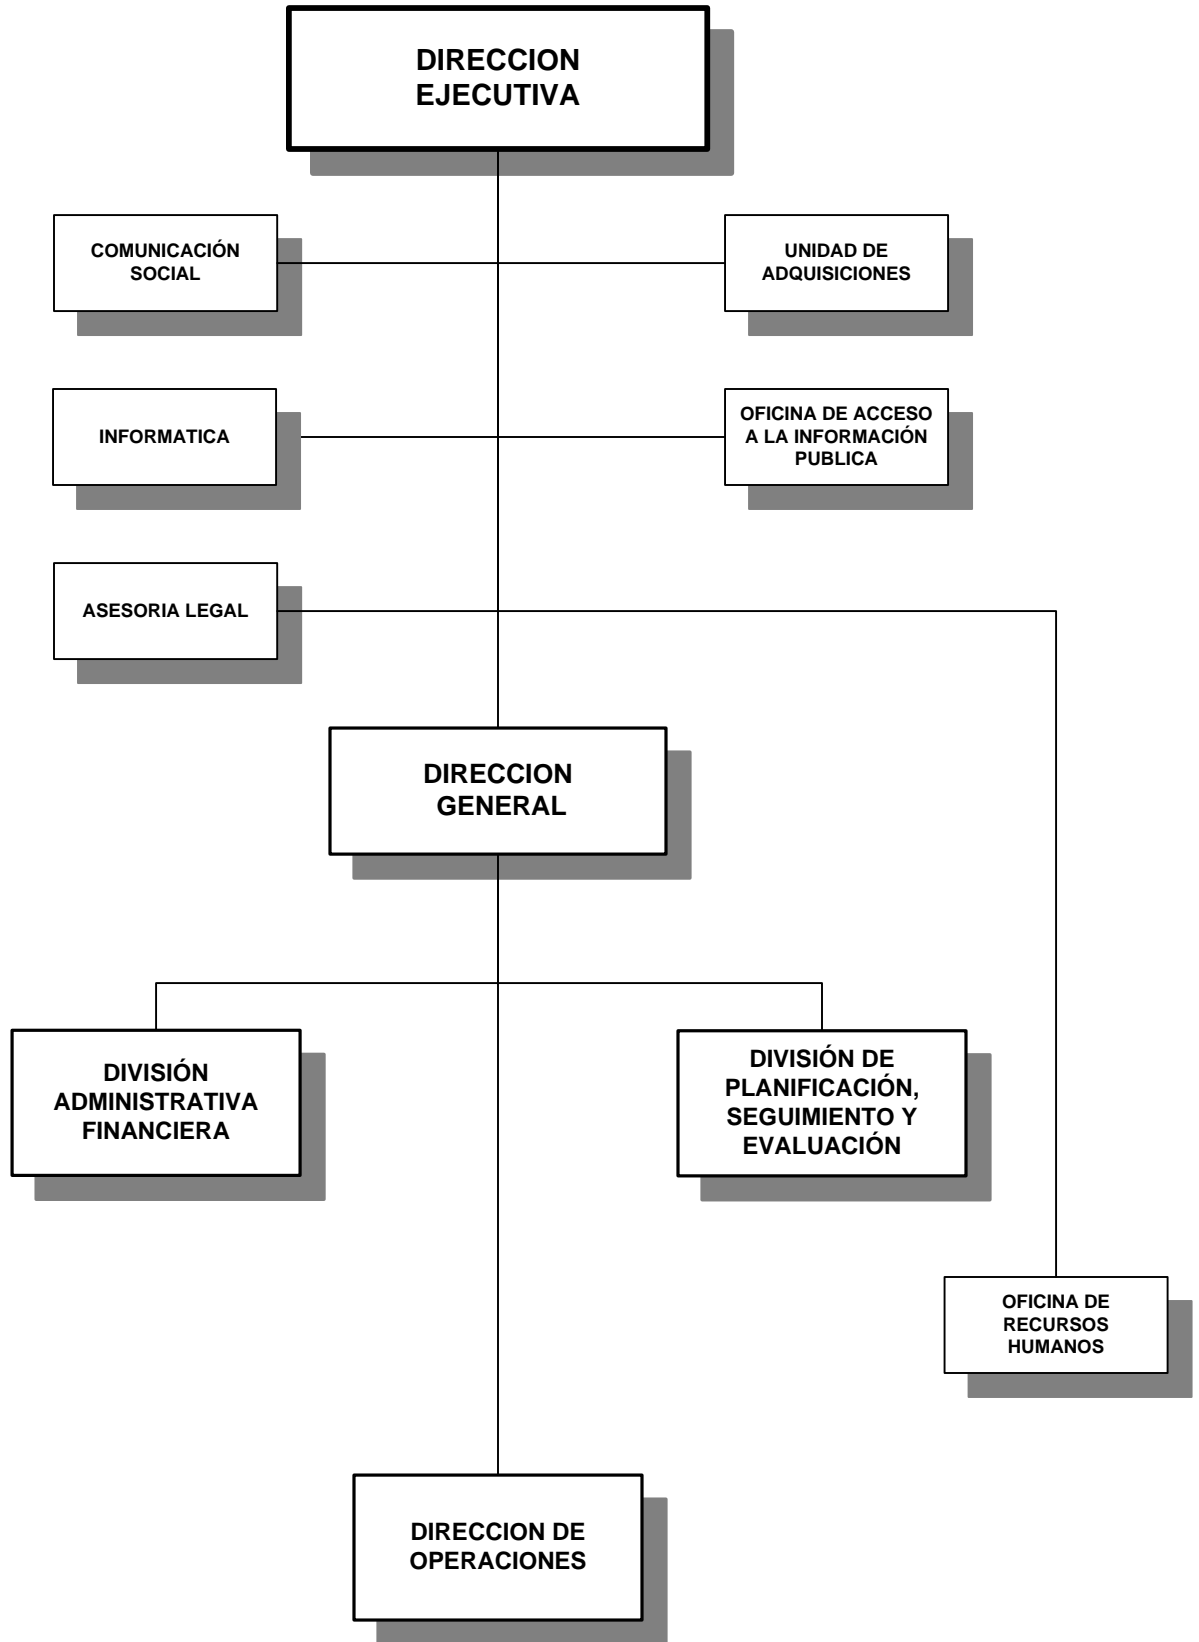 DIRECCION
EJECUTIVA
COMUNICACIÓN
SOCIAL
UNIDAD DE
ADQUISICIONES
INFORMATICA
OFICINA DE ACCESO
A LA INFORMACIÓN
PUBLICA
ASESORIA LEGAL
DIRECCION
GENERAL
DIVISIÓN
ADMINISTRATIVA
FINANCIERA
DIVISIÓN DE
PLANIFICACIÓN,
SEGUIMIENTO Y
EVALUACIÓN
OFICINA DE
RECURSOS
HUMANOS
DIRECCION DE
OPERACIONES